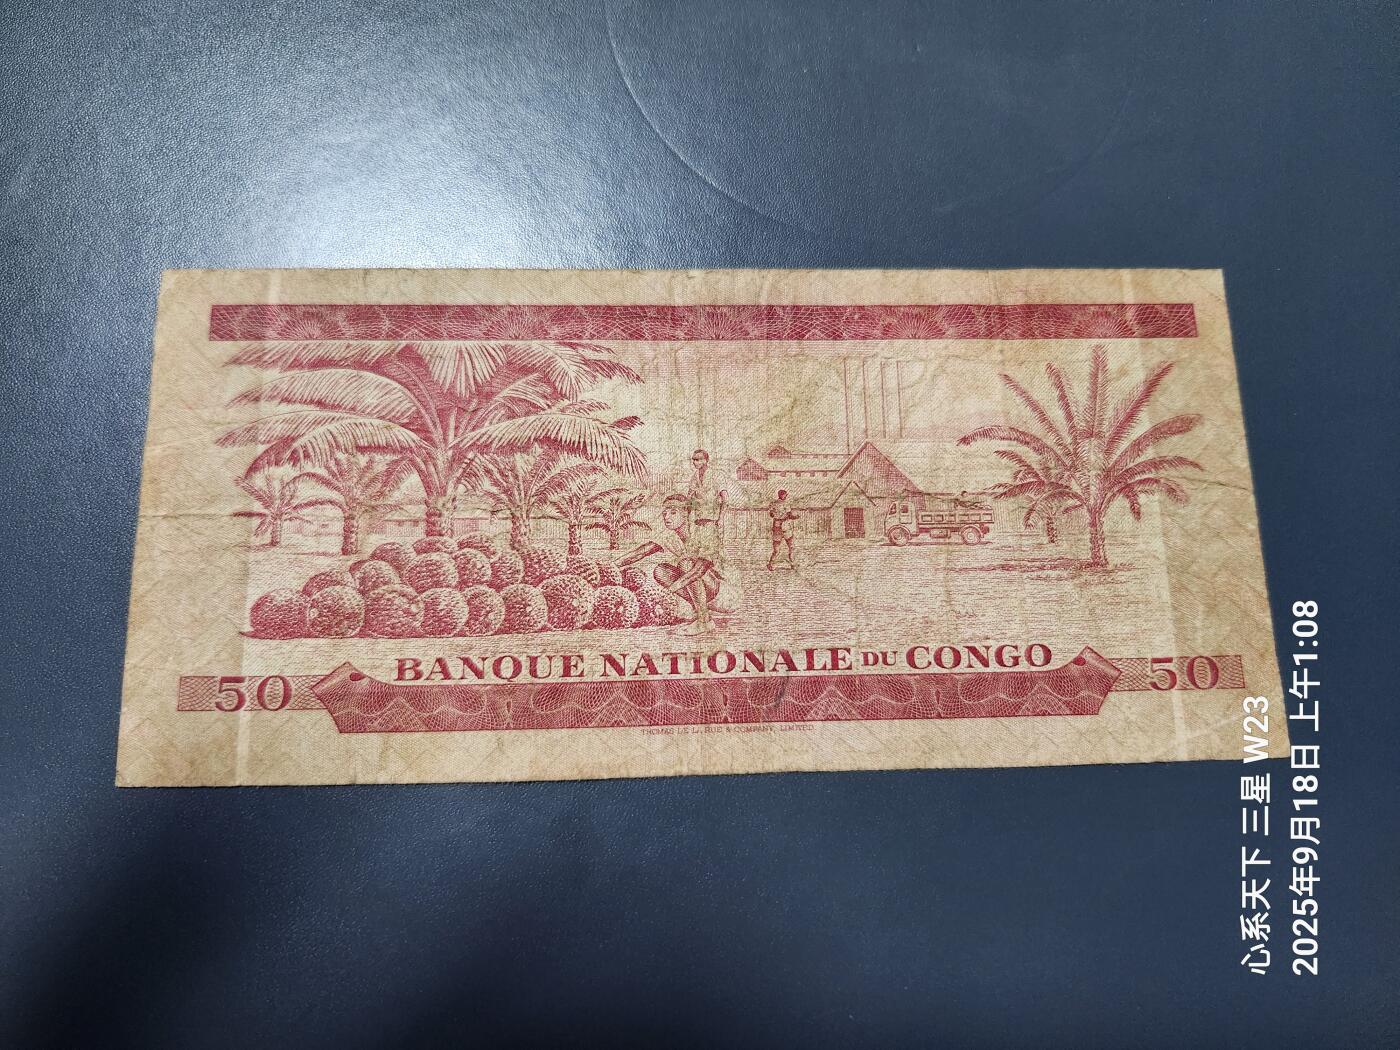 BANQUE NATIONALE DU CONGO
50
50
THOMAS DE LA RUE & COMPANY, LIMITED
心系天下 三星 W23
2025年9月18日 上午1:08